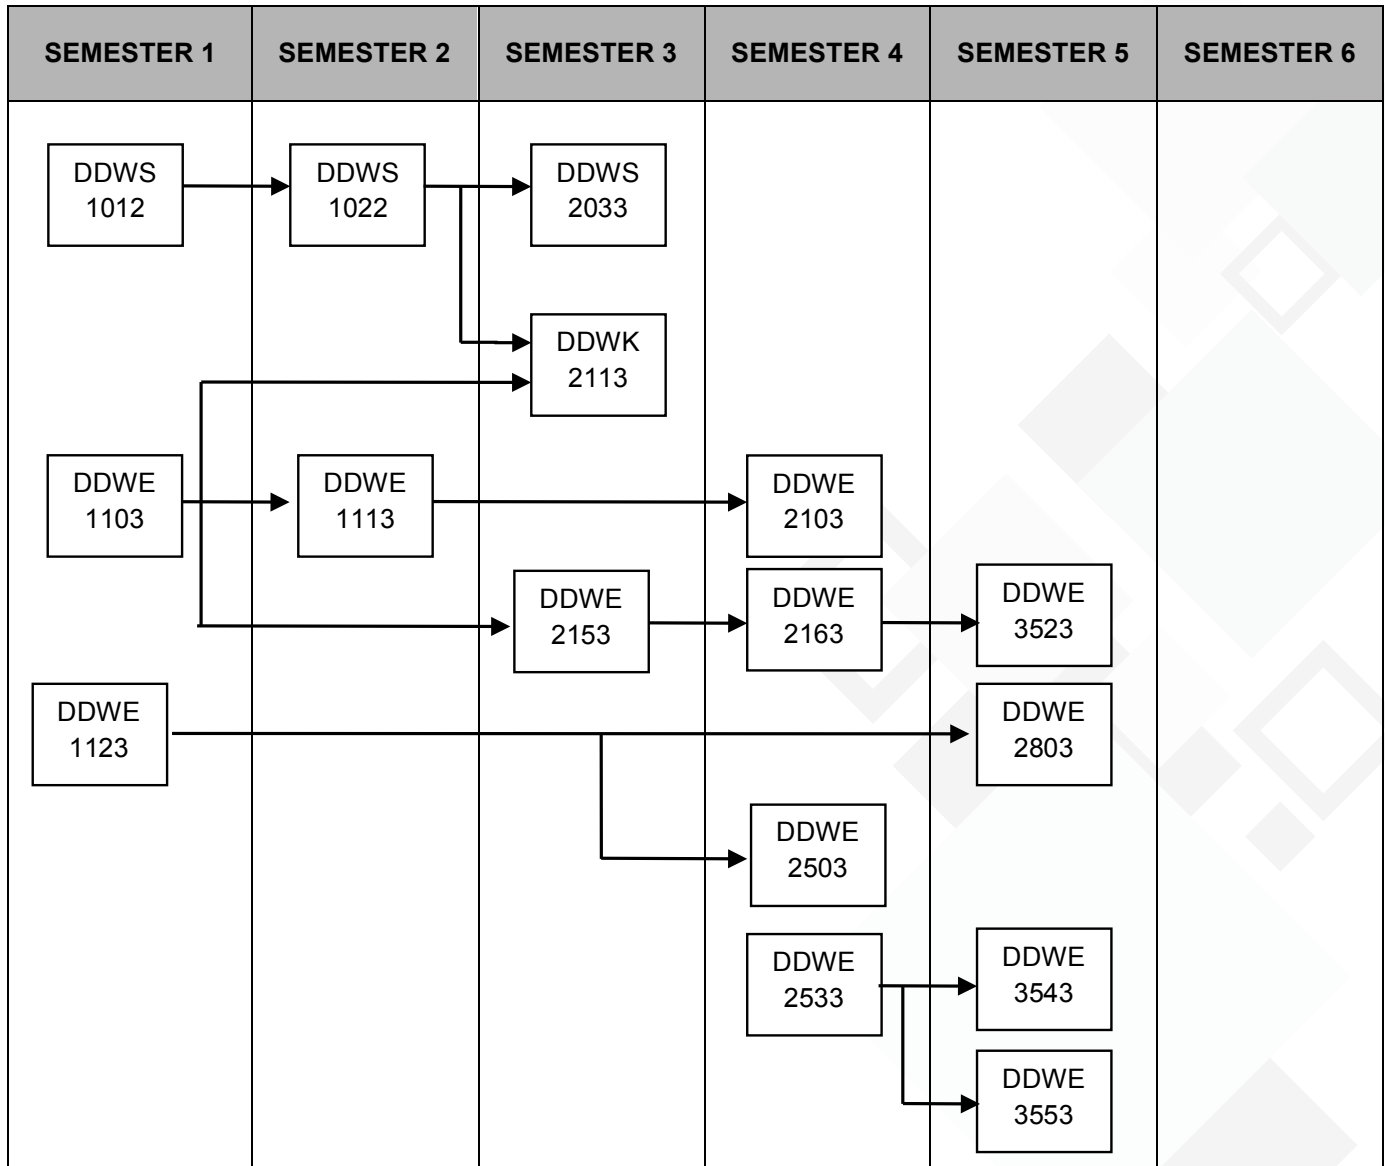 SEMESTER 1
SEMESTER 2
SEMESTER 3
SEMESTER 4
SEMESTER 5
SEMESTER 6
DDWS
1012
DDWS
1022
DDWS
2033
DDWK
2113
DDWE
1103
DDWE
1113
DDWE
2103
DDWE
2153
DDWE
2163
DDWE
3523
DDWE
1123
DDWE
2803
DDWE
2503
DDWE
2533
DDWE
3543
DDWE
3553